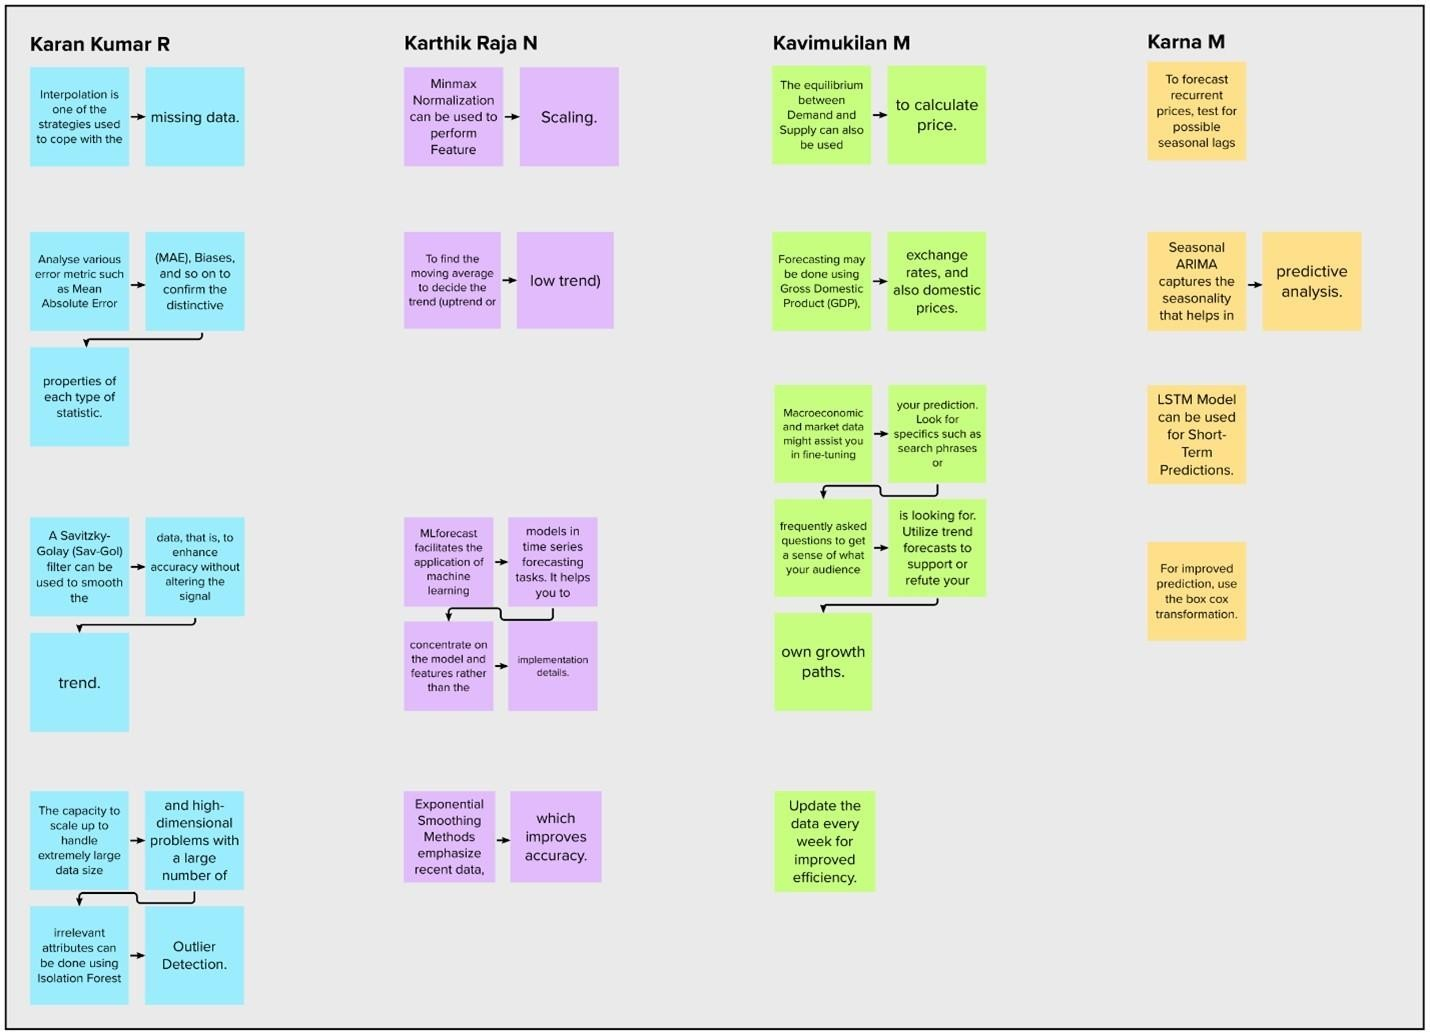 Karan Kumar R
Interpolation is
one of the
strategies used
to cope with the
missing data.
Analyse various
error metric such
as Mean
Absolute Error
(MAE), Biases,
and so on to
confirm the
distinctive
properties of
each type of
statistic.
A Savitzky-
Golay (Sav-Gol)
filter can be
used to smooth
the
data, that is, to
enhance
accuracy without
altering the
signal
trend.
The capacity to
scale up to
handle
extremely large
data size
and high-
dimensional
problems with
a large
number of
irrelevant
attributes can
be done using
Isolation Forest
Outlier
Detection.
Karthik Raja N
Minmax
Normalization
can be used to
perform
Feature
Scaling.
To find the
moving average
to decide the
trend (uptrend or
low trend)
MLforecast
facilitates the
application of
machine
learning
models in
time series
forecasting
tasks. It helps
you to
concentrate on
the model and
features rather
than the
implementation
details.
Exponential
Smoothing
Methods
emphasize
recent data,
which
improves
accuracy.
Kavimukilan M
The equilibrium
between
Demand and
Supply can also
be used
to calculate
price.
Forecasting may
be done using
Gross Domestic
Product (GDP),
exchange
rates, and
also domestic
prices.
Macroeconomic
and market data
might assist you
in fine-tuning
your prediction.
Look for
specifics such as
search phrases
or
frequently asked
questions to get
a sense of what
your audience
is looking for.
Utilize trend
forecasts to
support or
refute your
own growth
paths.
Update the
data every
week for
improved
efficiency.
Karna M
To forecast
recurrent
prices, test for
possible
seasonal lags
Seasonal
ARIMA
captures the
seasonality
that helps in
predictive
analysis.
LSTM Model
can be used
for Short-
Term
Predictions.
For improved
prediction, use
the box cox
transformation.